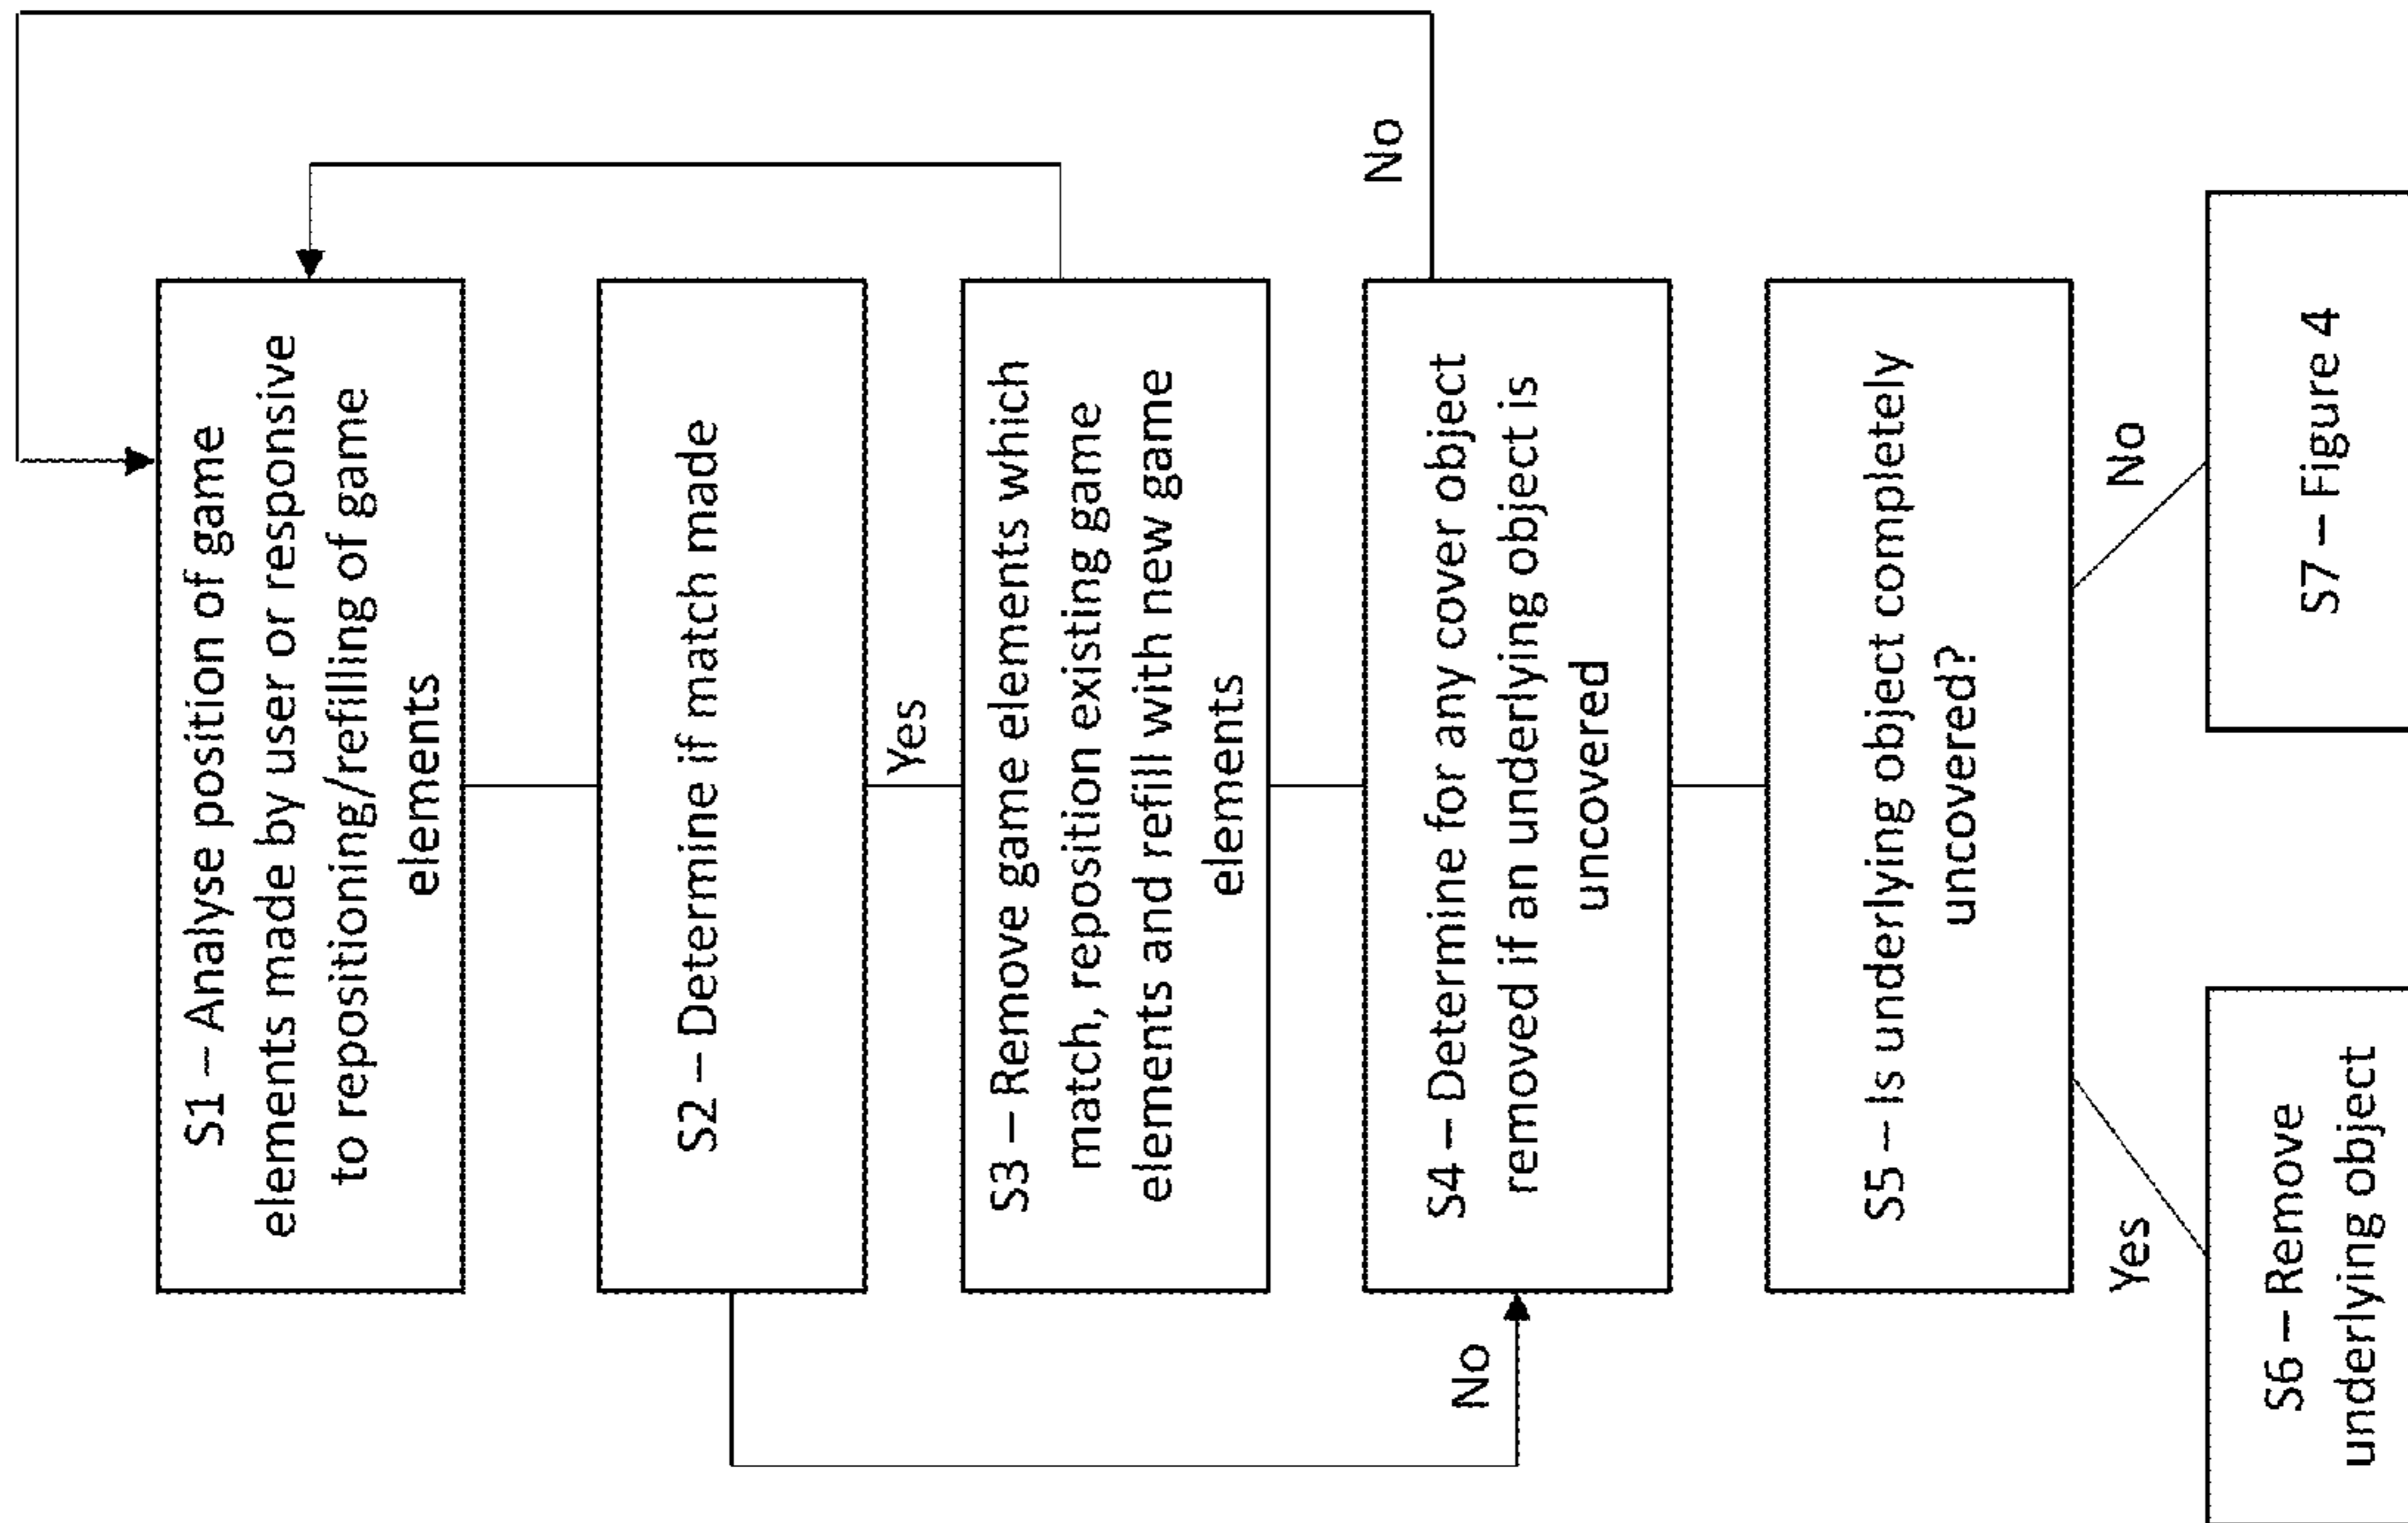 S1 – Analyse position of game
elements made by user or responsive
to repositioning/refilling of game
elements
S2 – Determine if match made
Yes
S3 – Remove game elements which
match, reposition existing game
elements and refill with new game
elements
No
No
S4 – Determine for any cover object
removed if an underlying object is
uncovered
S5 – Is underlying object completely
uncovered?
Yes
No
S6 – Remove
underlying object
S7 – Figure 4